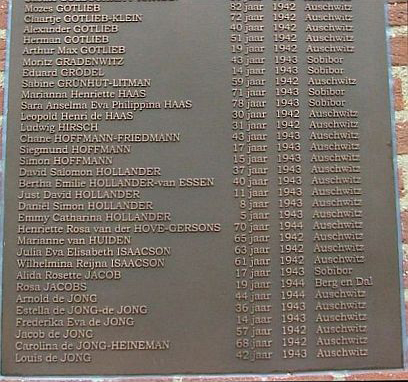 Mozes GOTLIEB 82 jaar 1942 Auschwitz
Claartje GOTLIEB-KLEIN 72 jaar 1942 Auschwitz
Alexander GOTLIEB 40 jaar 1942 Auschwitz
Herman GOTLIEB 51 jaar 1942 Auschwitz
Arthur Max GOTLIEB 19 jaar 1942 Auschwitz
Moritz GRADENWITZ 43 jaar 1943 Sobibor
Eduard GRÖDEL 14 jaar 1943 Sobibor
Sabine GRÜNHUT-LITMAN 59 jaar 1942 Auschwitz
Marianna Henriette HAAS 71 jaar 1943 Sobibor
Sara Anselma Eva Philippina HAAS 78 jaar 1943 Sobibor
Leopold Henri de HAAS 30 jaar 1942 Auschwitz
Ludwig HIRSCH 31 jaar 1942 Auschwitz
Chane HOFFMANN-FRIEDMANN 43 jaar 1943 Auschwitz
Siegmund HOFFMANN 17 jaar 1943 Auschwitz
Simon HOFFMANN 15 jaar 1943 Auschwitz
David Salomon HOLLANDER 37 jaar 1943 Auschwitz
Bertha Emilie HOLLANDER-van ESSEN 40 jaar 1943 Auschwitz
Just David HOLLANDER 11 jaar 1943 Auschwitz
Daniël Simon HOLLANDER 8 jaar 1943 Auschwitz
Emmy Catharina HOLLANDER 5 jaar 1943 Auschwitz
Henriette Rosa van der HOVE-GERSONS 70 jaar 1944 Auschwitz
Marianne van HUIDEN 65 jaar 1942 Auschwitz
Julia Eva Elisabeth ISAACSON 63 jaar 1942 Auschwitz
Wilhelmina Reijna ISAACSON 61 jaar 1942 Auschwitz
Alida Rosette JACOB 17 jaar 1943 Sobibor
Rosa JACOBS 19 jaar 1944 Berg en Dal
Arnold de JONG 44 jaar 1944 Auschwitz
Estella de JONG-de JONG 36 jaar 1943 Auschwitz
Frederika Eva de JONG 14 jaar 1943 Auschwitz
Jacob de JONG 57 jaar 1942 Auschwitz
Carolina de JONG-HEINEMAN 68 jaar 1942 Auschwitz
Louis de JONG 42 jaar 1943 Auschwitz